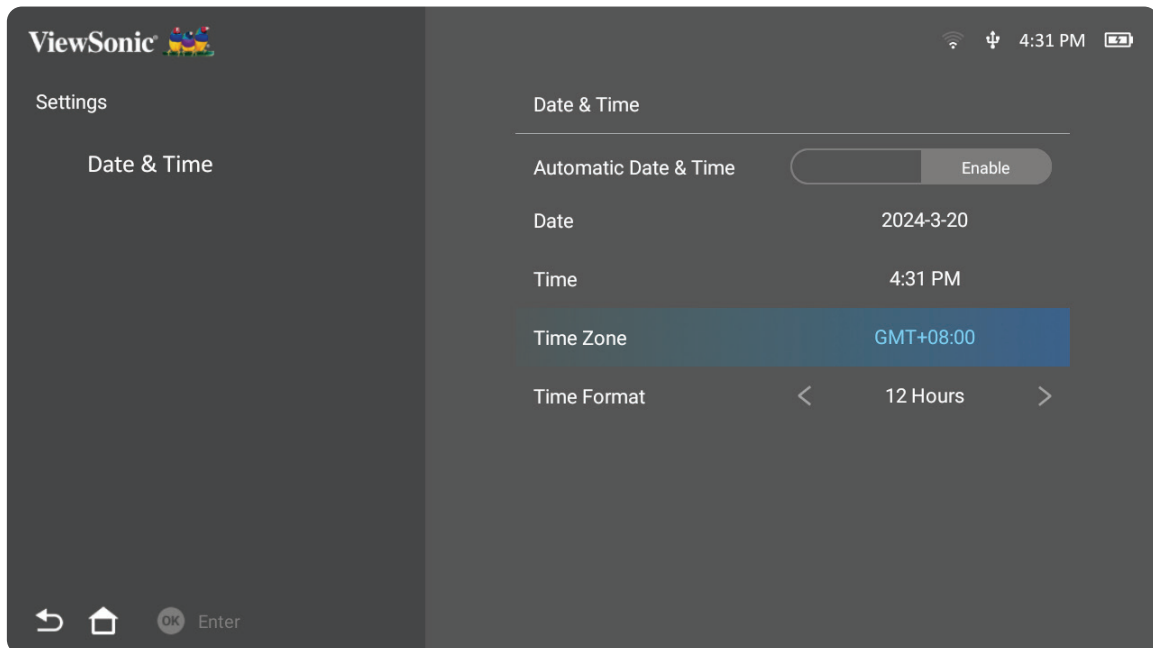 ViewSonic
4:31 PM
Settings
Date & Time
Date & Time
Automatic Date & Time Enable
Date 2024-3-20
Time 4:31 PM
Time Zone GMT+08:00
Time Format < 12 Hours >
OK Enter